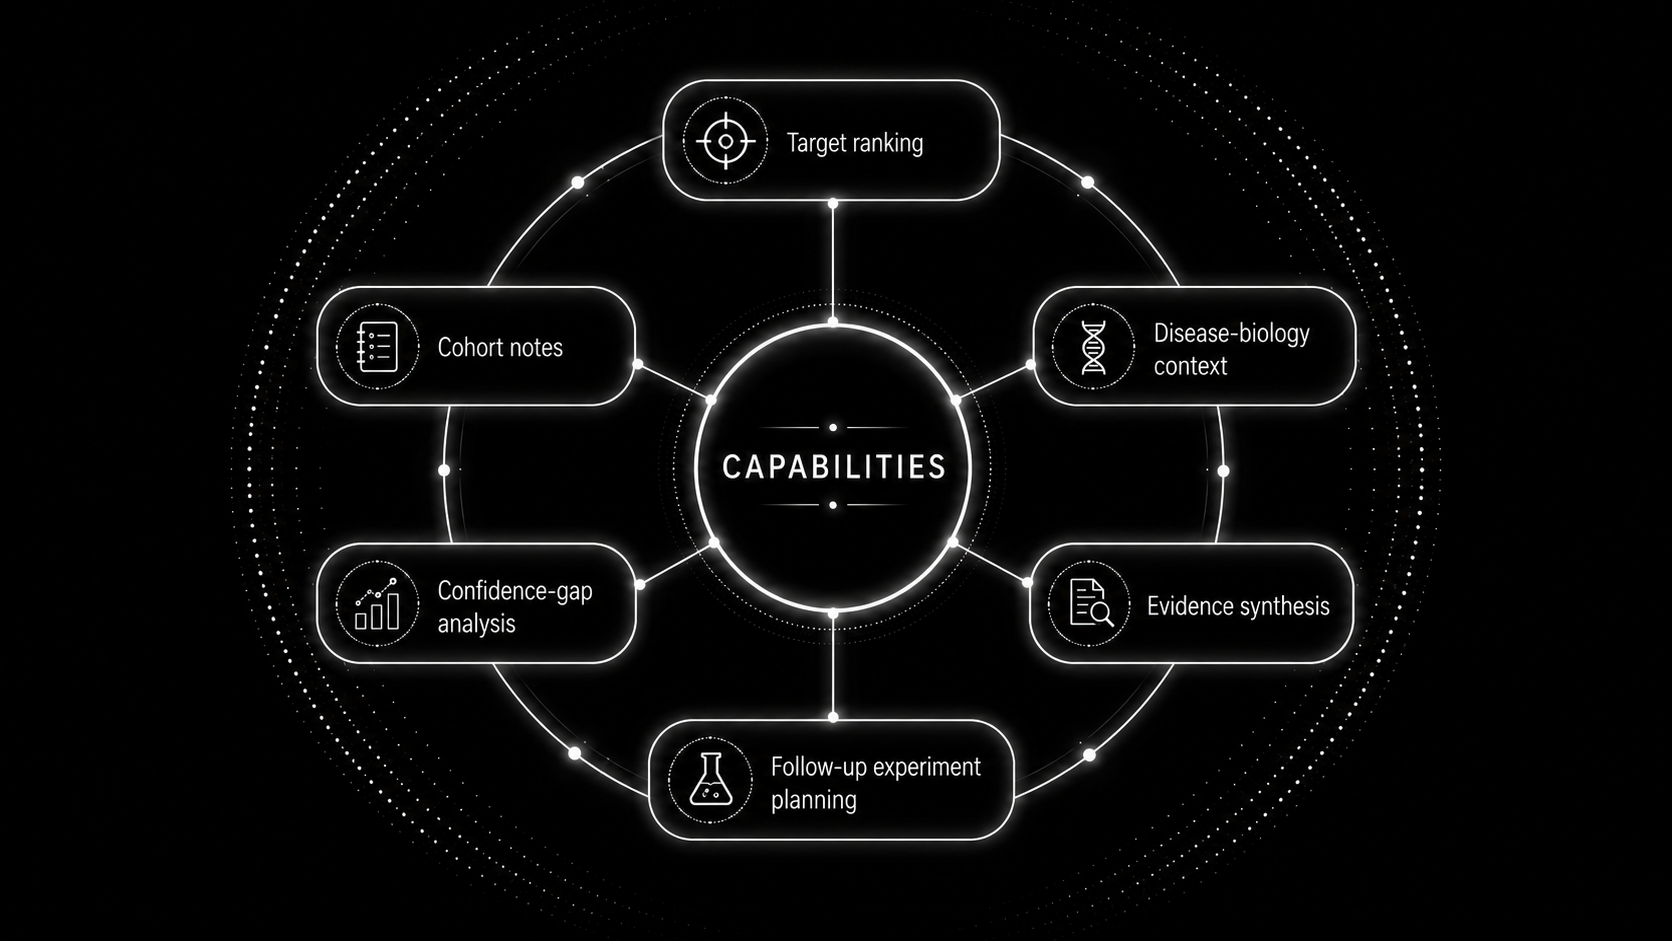 Target ranking
Cohort notes
Disease-biology
context
CAPABILITIES
Confidence-gap
analysis
Evidence synthesis
Follow-up experiment
planning